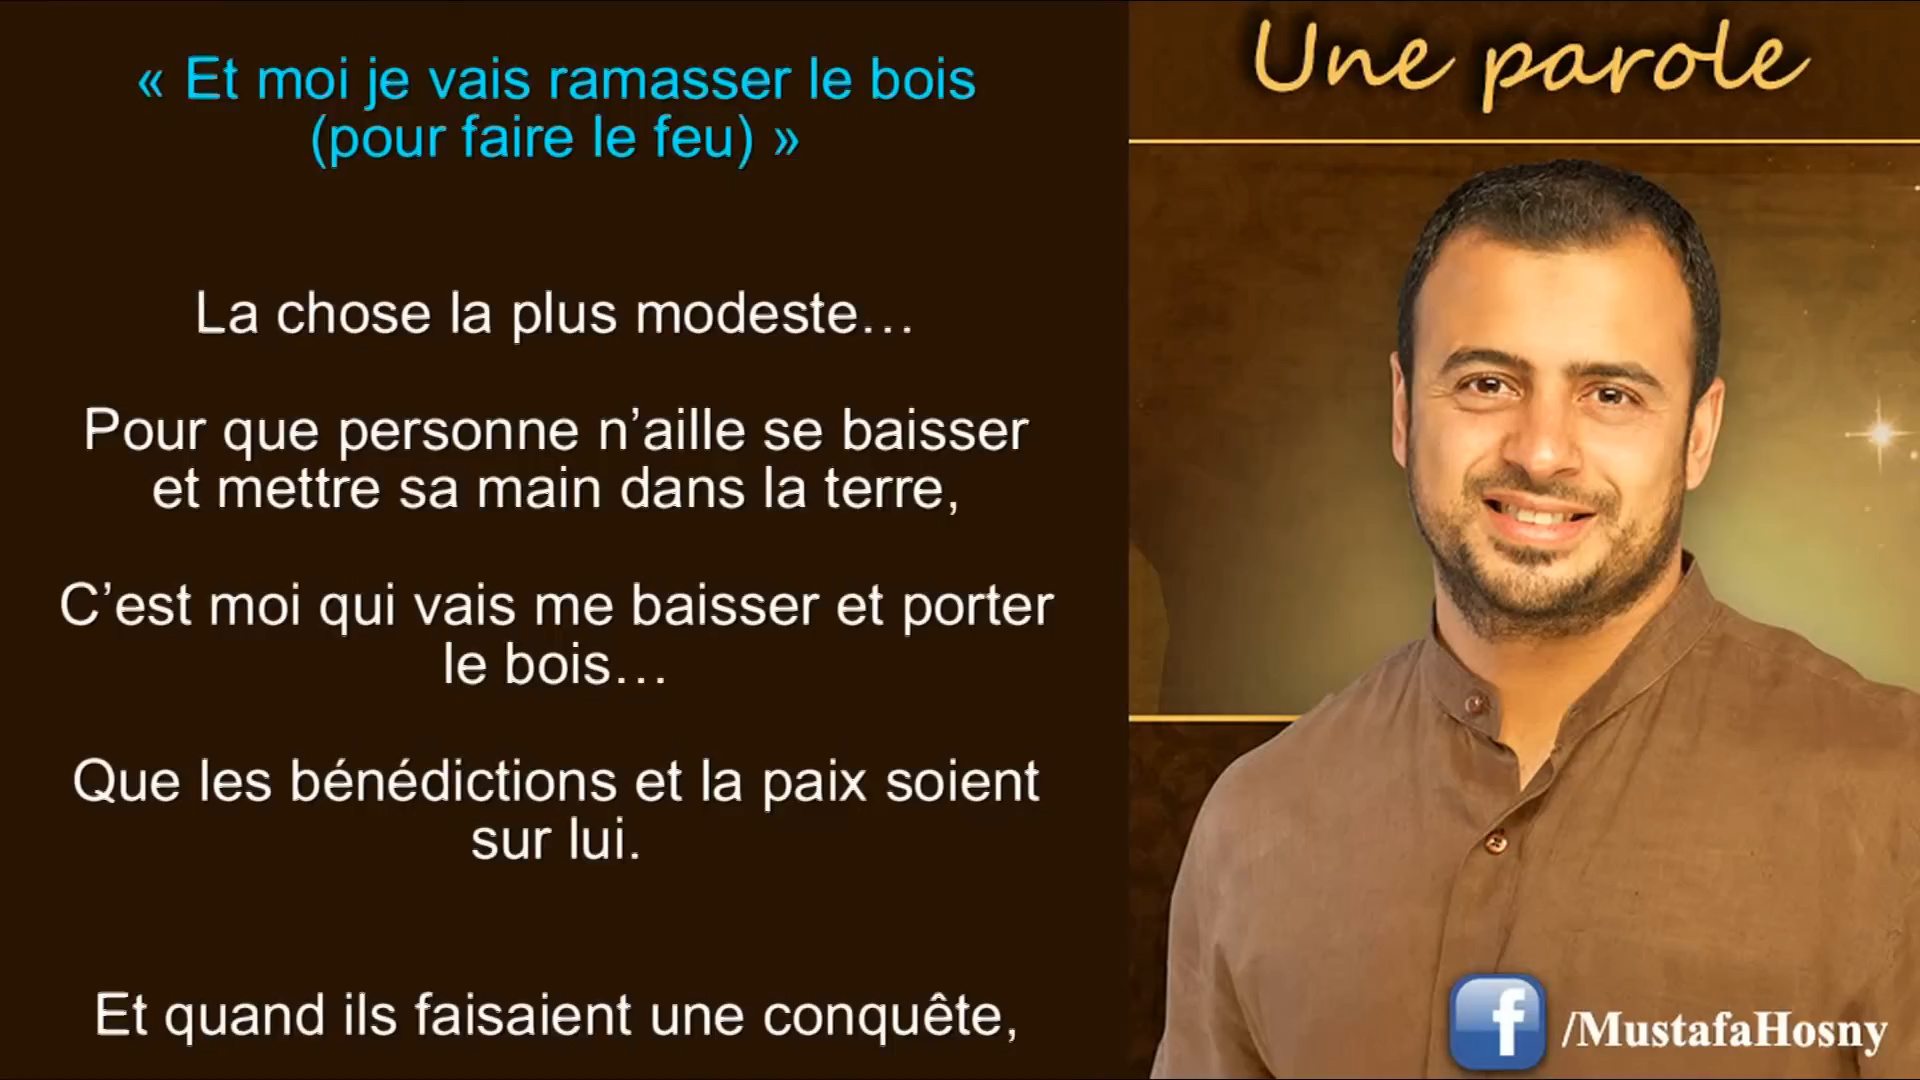 « Et moi je vais ramasser le bois
(pour faire le feu) »
La chose la plus modeste…
Pour que personne n’aille se baisser
et mettre sa main dans la terre,
C’est moi qui vais me baisser et porter
le bois…
Que les bénédictions et la paix soient
sur lui.
Et quand ils faisaient une conquête,
Une parole
f /MustafaHosny